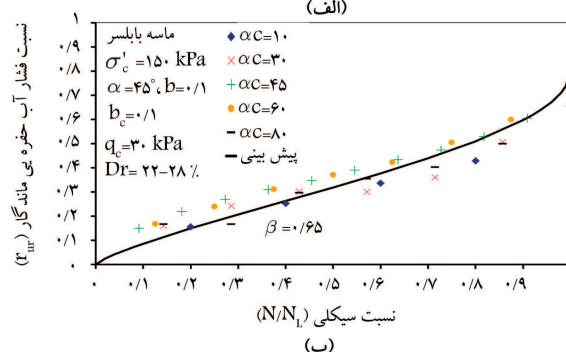 (الف)
۱
۰/۹
۰/۸
۰/۷
۰/۶
۰/۵
۰/۴
۰/۳
۰/۲
۰/۱
۰
نسبت فشار آب حفره یی ماندگار (r_ur)
ماسه بابلسر
σ'c =۱۵۰ kPa
α=۴۵°، b=۰/۱
bc=۰/۱
qc=۳۰ kPa
Dr= ۲۲-۲۸ ٪
αc=۱۰
αc=۳۰
αc=۴۵
αc=۶۰
αc=۸۰
پیش بینی
β =۰/۶۵
۰ ۰/۱ ۰/۲ ۰/۳ ۰/۴ ۰/۵ ۰/۶ ۰/۷ ۰/۸ ۰/۹
نسبت سیکلی (N/N_L)
(ب)